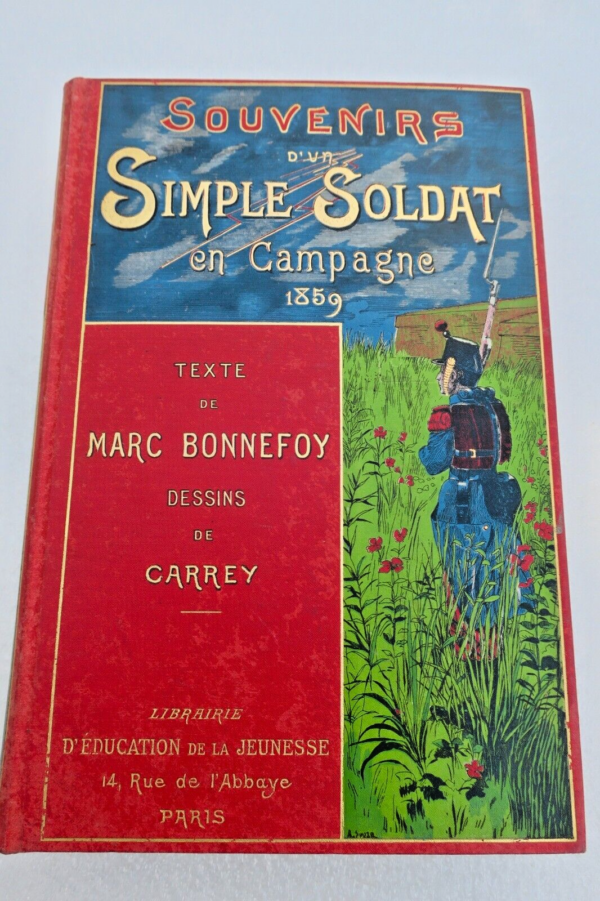 SOUVENIRS
D'UN
SIMPLE SOLDAT
en Campagne
1859
TEXTE
DE
MARC BONNEFOY
DESSINS
DE
CARREY
LIBRAIRIE
D'ÉDUCATION DE LA JEUNESSE
14, Rue de l'Abbaye
PARIS